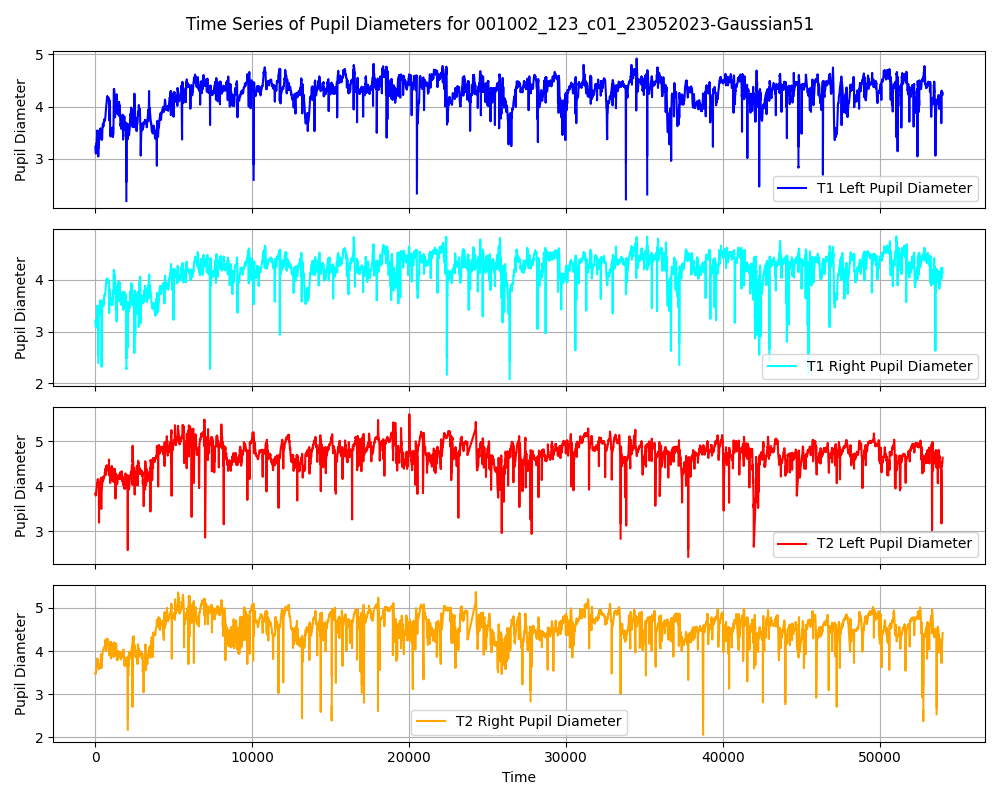 Time Series of Pupil Diameters for 001002_123_c01_23052023-Gaussian51
5
4
3
Pupil Diameter
T1 Left Pupil Diameter
4
3
2
Pupil Diameter
T1 Right Pupil Diameter
5
4
3
Pupil Diameter
T2 Left Pupil Diameter
5
4
3
2
Pupil Diameter
T2 Right Pupil Diameter
0 10000 20000 30000 40000 50000
Time